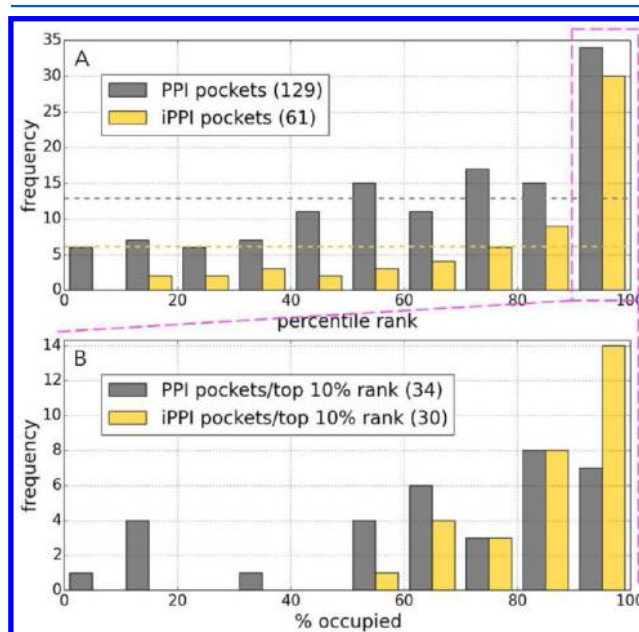 A
PPI pockets (129)
iPPI pockets (61)
frequency
35
30
25
20
15
10
5
0
0 20 40 60 80 100
percentile rank
B
PPI pockets/top 10% rank (34)
iPPI pockets/top 10% rank (30)
frequency
14
12
10
8
6
4
2
0
0 20 40 60 80 100
% occupied